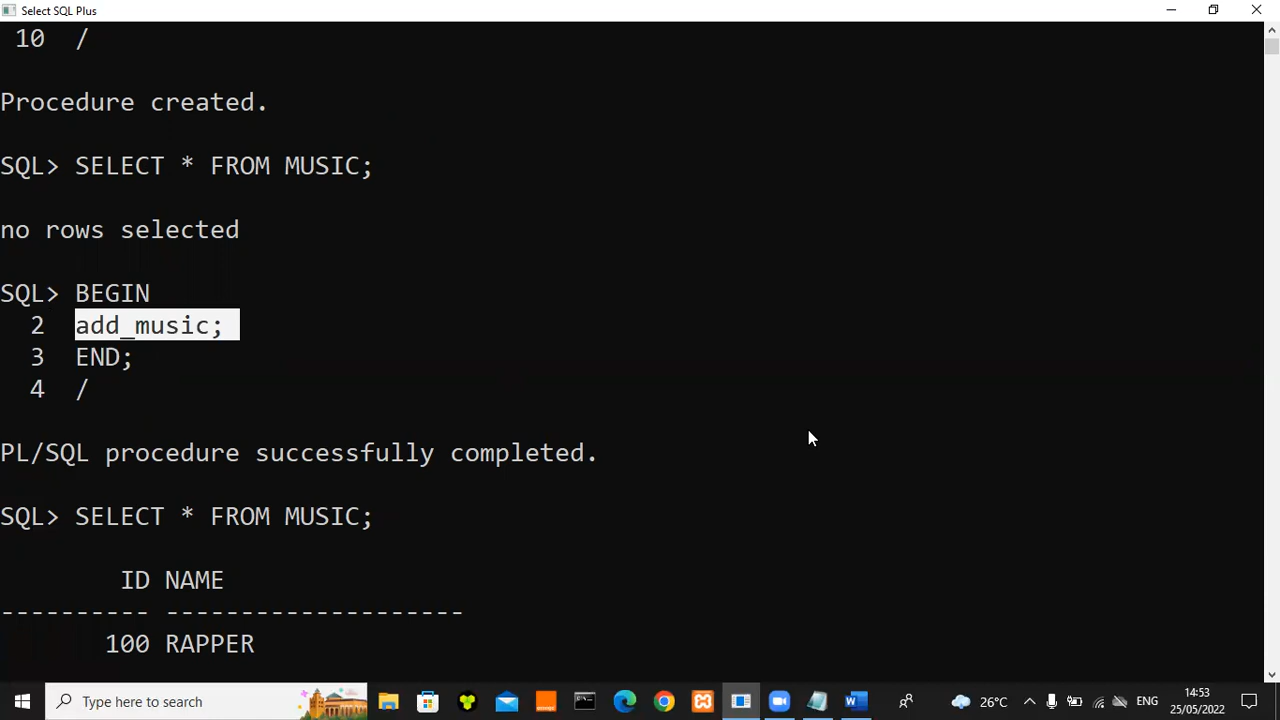 Select SQL Plus
10 /
Procedure created.
SQL> SELECT * FROM MUSIC;
no rows selected
SQL> BEGIN
2 add_music;
3 END;
4 /
PL/SQL procedure successfully completed.
SQL> SELECT * FROM MUSIC;
ID NAME
---------- --------------------
100 RAPPER
Type here to search
26°C
ENG
14:53
25/05/2022